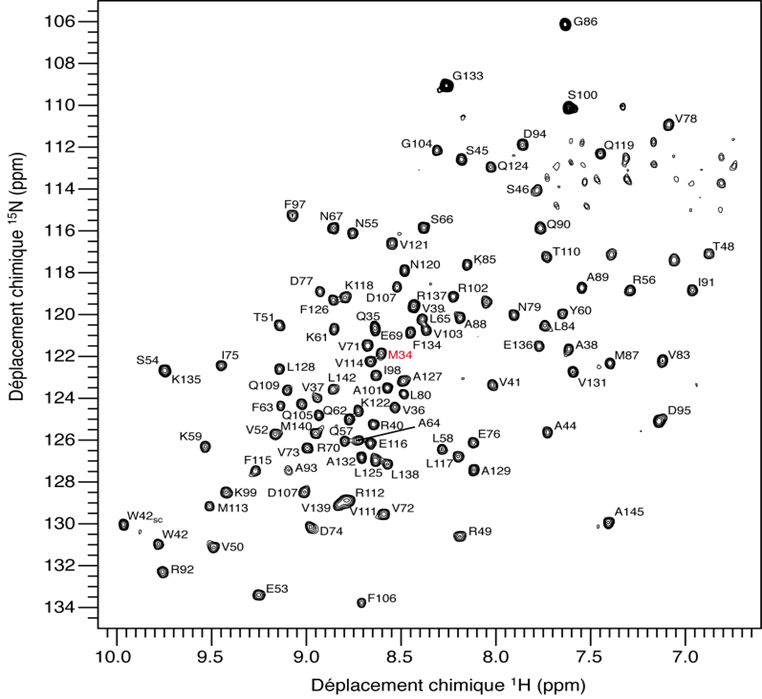 106
G86
108
G133
110
S100
V78
112
G104
S45
D94
Q119
Q124
114
S46
F97
116
N67
N55
S66
Q90
V121
T110
T48
118
N120
K85
D77
K118
D107
R137
R102
A89
R56
I91
120
F126
V39
T51
Q35
L65
A88
N79
Y60
K61
E69
V103
L84
F134
122
V71
M34
E136
A38
S54
I75
V114
M87
V83
K135
L128
I98
V131
L142
A127
124
Q109
V37
A101
L80
V41
F63
Q105
Q62
K122
V36
D95
V52
M140
Q57
R40
A64
A44
126
K59
V73
R70
E116
L58
E76
F115
A93
A132
L125
L138
L117
A129
128
K99
D107
R112
M113
V139
V111
V72
A145
130
W42SC
W42
V50
D74
R49
132
R92
E53
F106
134
10.0 9.5 9.0 8.5 8.0 7.5 7.0
Déplacement chimique 1H (ppm)
Déplacement chimique 15N (ppm)